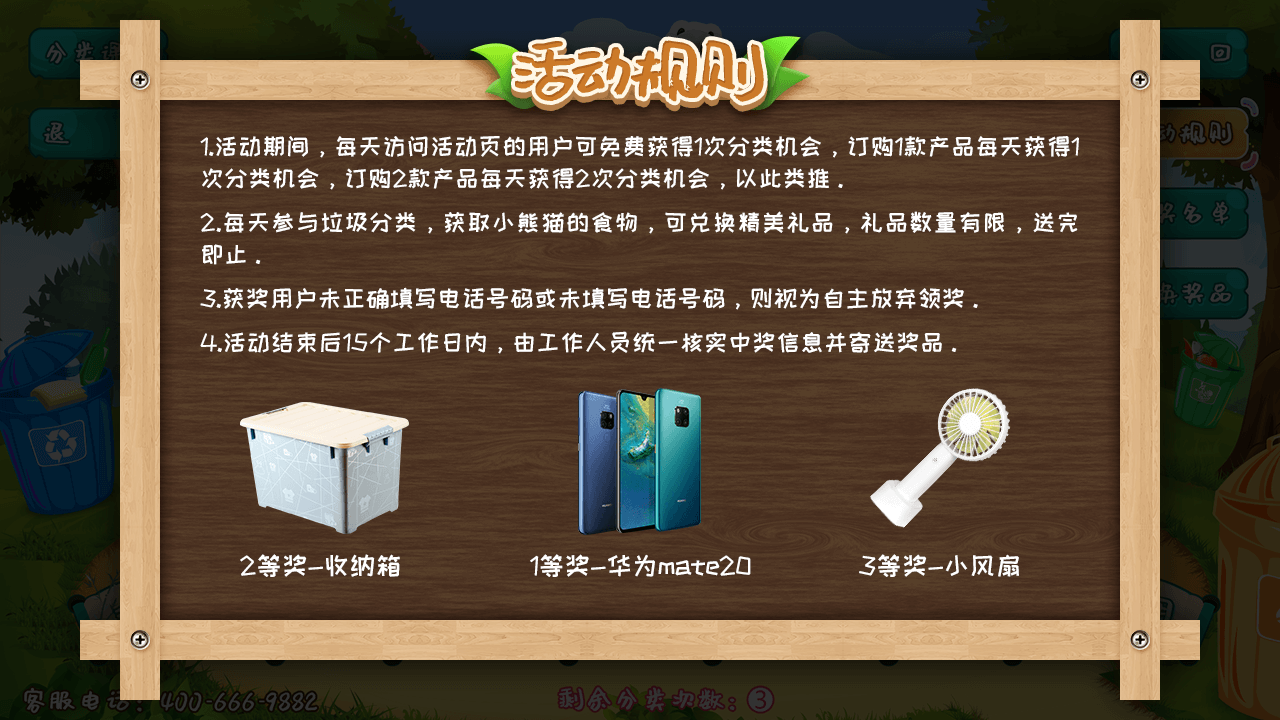 活动规则
1.活动期间，每天访问活动页的用户可免费获得1次分类机会，订购1款产品每天获得1
次分类机会，订购2款产品每天获得2次分类机会，以此类推．
2.每天参与垃圾分类，获取小熊猫的食物，可兑换精美礼品，礼品数量有限，送完
即止．
3.获奖用户未正确填写电话号码或未填写电话号码，则视为自主放弃领奖．
4.活动结束后15个工作日内，由工作人员统一核实中奖信息并寄送奖品．
2等奖-收纳箱
1等奖-华为mate20
3等奖-小风扇
分类
回
退
动规则
奖名单
奖品
客服电话：400-666-9882
剩余分类次数：3